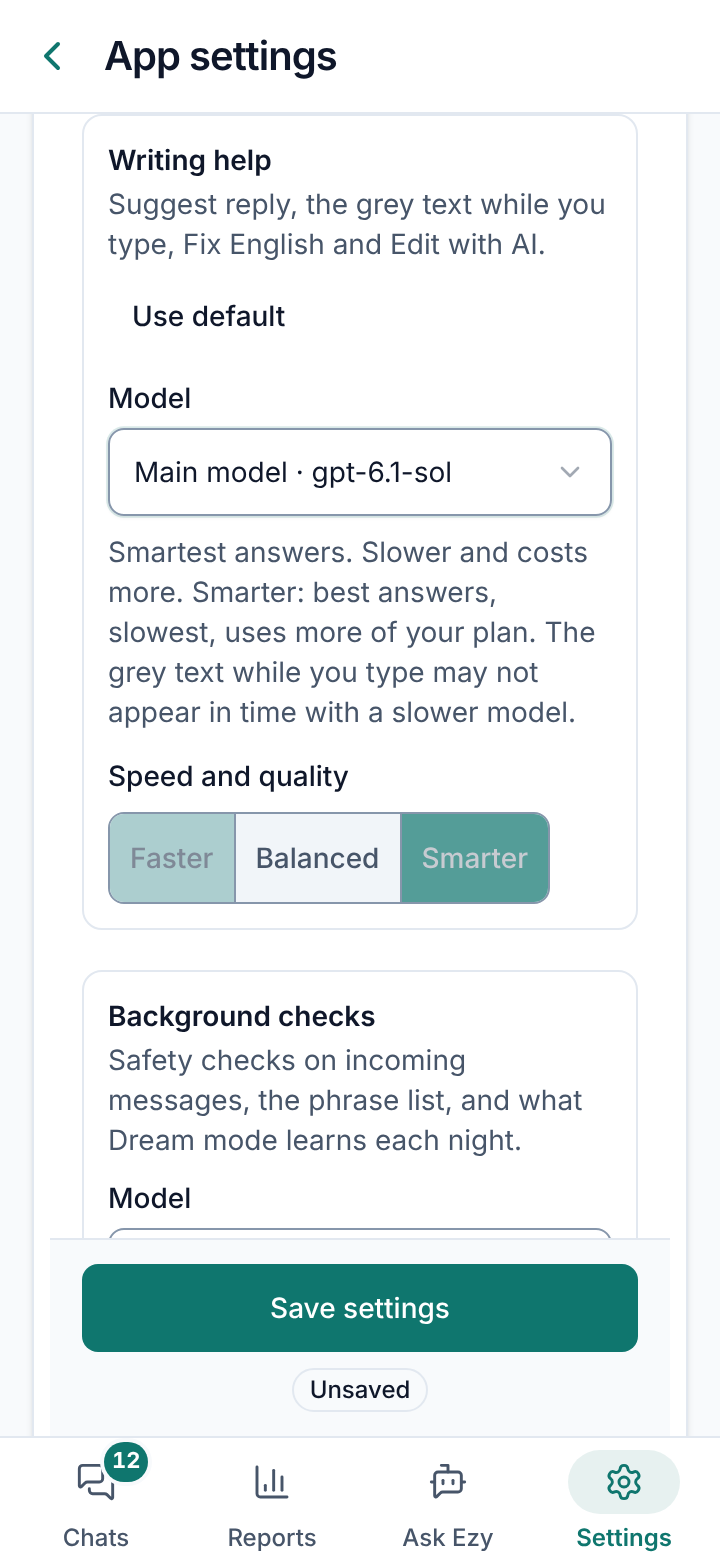 App settings
Writing help
Suggest reply, the grey text while you
type, Fix English and Edit with AI.
Use default
Model
Main model · gpt-6.1-sol
Smartest answers. Slower and costs
more. Smarter: best answers,
slowest, uses more of your plan. The
grey text while you type may not
appear in time with a slower model.
Speed and quality
Faster Balanced Smarter
Background checks
Safety checks on incoming
messages, the phrase list, and what
Dream mode learns each night.
Model
Save settings
Unsaved
12
Chats Reports Ask Ezy Settings